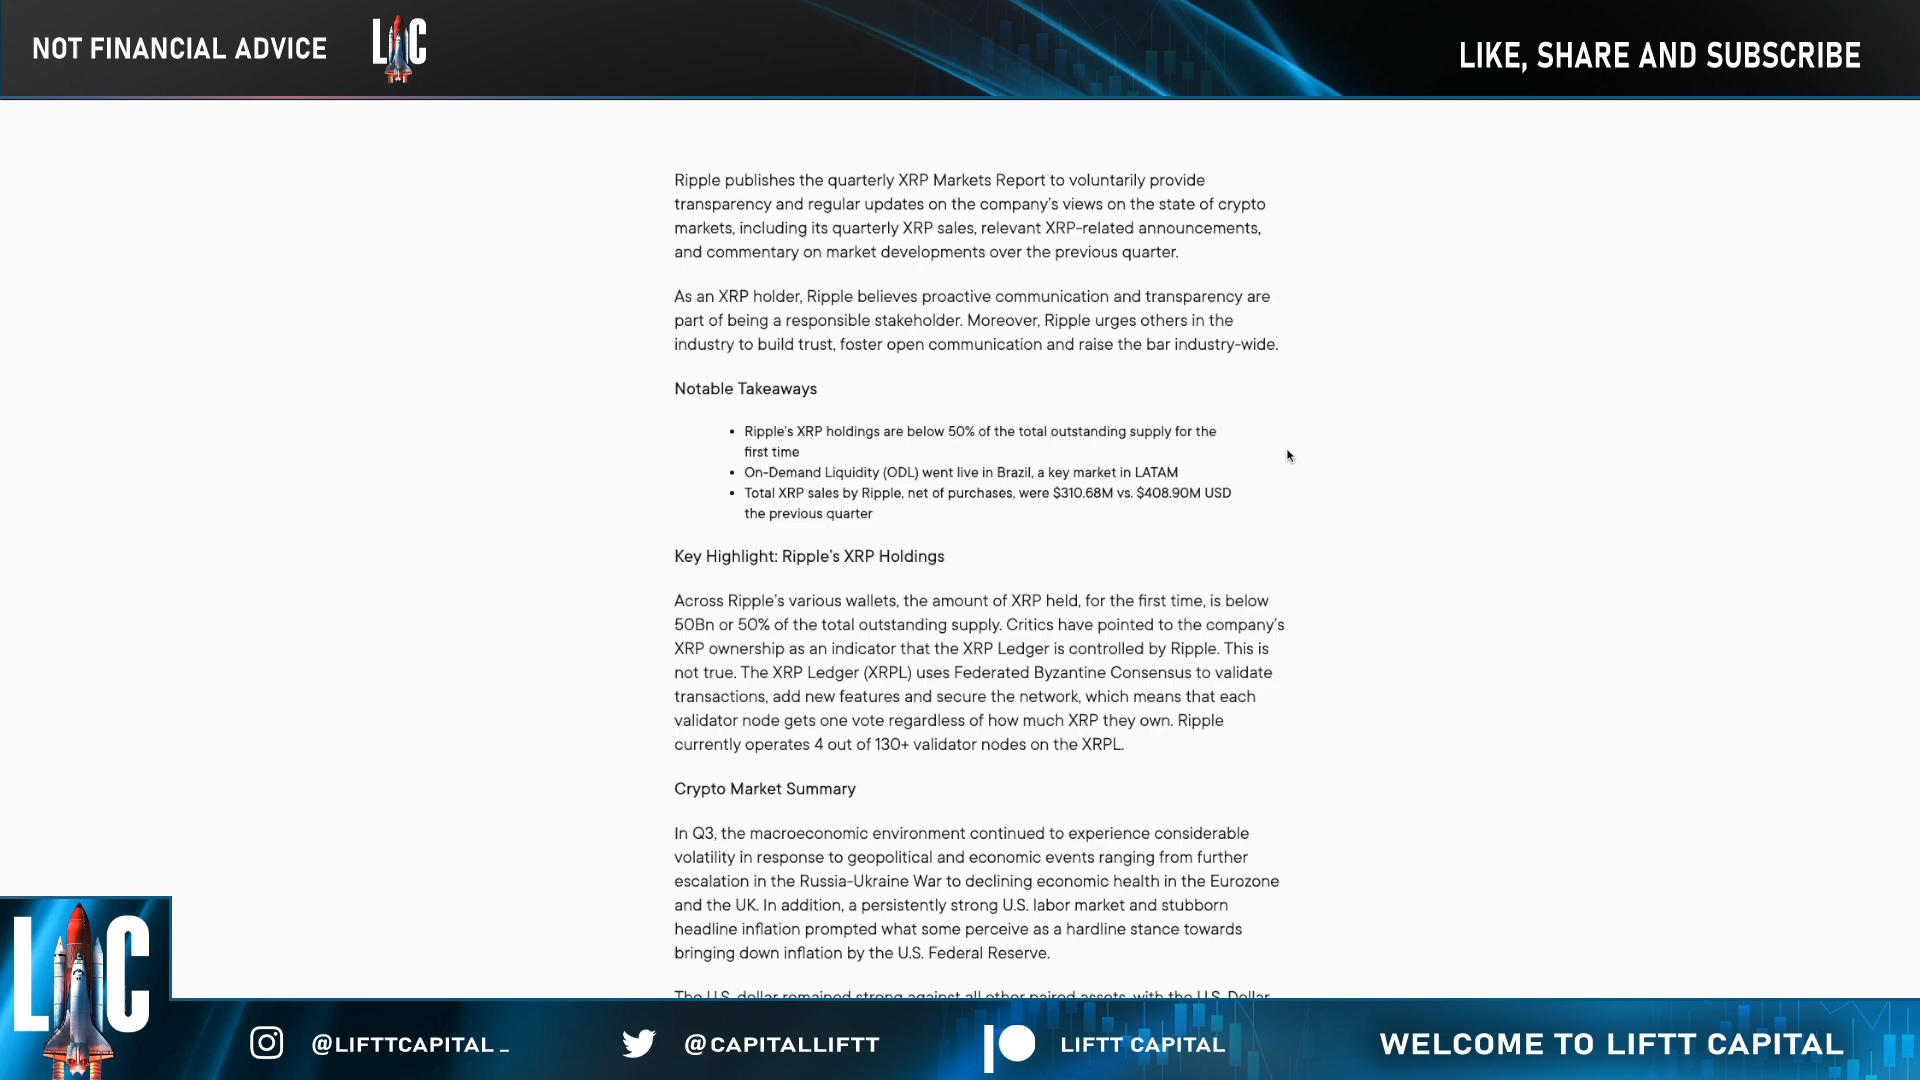 NOT FINANCIAL ADVICE
L C
LIKE, SHARE AND SUBSCRIBE
Ripple publishes the quarterly XRP Markets Report to voluntarily provide
transparency and regular updates on the company's views on the state of crypto
markets, including its quarterly XRP sales, relevant XRP-related announcements,
and commentary on market developments over the previous quarter.
As an XRP holder, Ripple believes proactive communication and transparency are
part of being a responsible stakeholder. Moreover, Ripple urges others in the
industry to build trust, foster open communication and raise the bar industry-wide.
Notable Takeaways
• Ripple's XRP holdings are below 50% of the total outstanding supply for the
first time
• On-Demand Liquidity (ODL) went live in Brazil, a key market in LATAM
• Total XRP sales by Ripple, net of purchases, were $310.68M vs. $408.90M USD
the previous quarter
Key Highlight: Ripple's XRP Holdings
Across Ripple's various wallets, the amount of XRP held, for the first time, is below
50Bn or 50% of the total outstanding supply. Critics have pointed to the company's
XRP ownership as an indicator that the XRP Ledger is controlled by Ripple. This is
not true. The XRP Ledger (XRPL) uses Federated Byzantine Consensus to validate
transactions, add new features and secure the network, which means that each
validator node gets one vote regardless of how much XRP they own. Ripple
currently operates 4 out of 130+ validator nodes on the XRPL.
Crypto Market Summary
In Q3, the macroeconomic environment continued to experience considerable
volatility in response to geopolitical and economic events ranging from further
escalation in the Russia-Ukraine War to declining economic health in the Eurozone
and the UK. In addition, a persistently strong U.S. labor market and stubborn
headline inflation prompted what some perceive as a hardline stance towards
bringing down inflation by the U.S. Federal Reserve.
The U.S. dollar remained strong against all other paired assets, with the U.S. Dollar
L C
@LIFTTCAPITAL_
@CAPITALLIFTT
LIFTT CAPITAL
WELCOME TO LIFTT CAPITAL